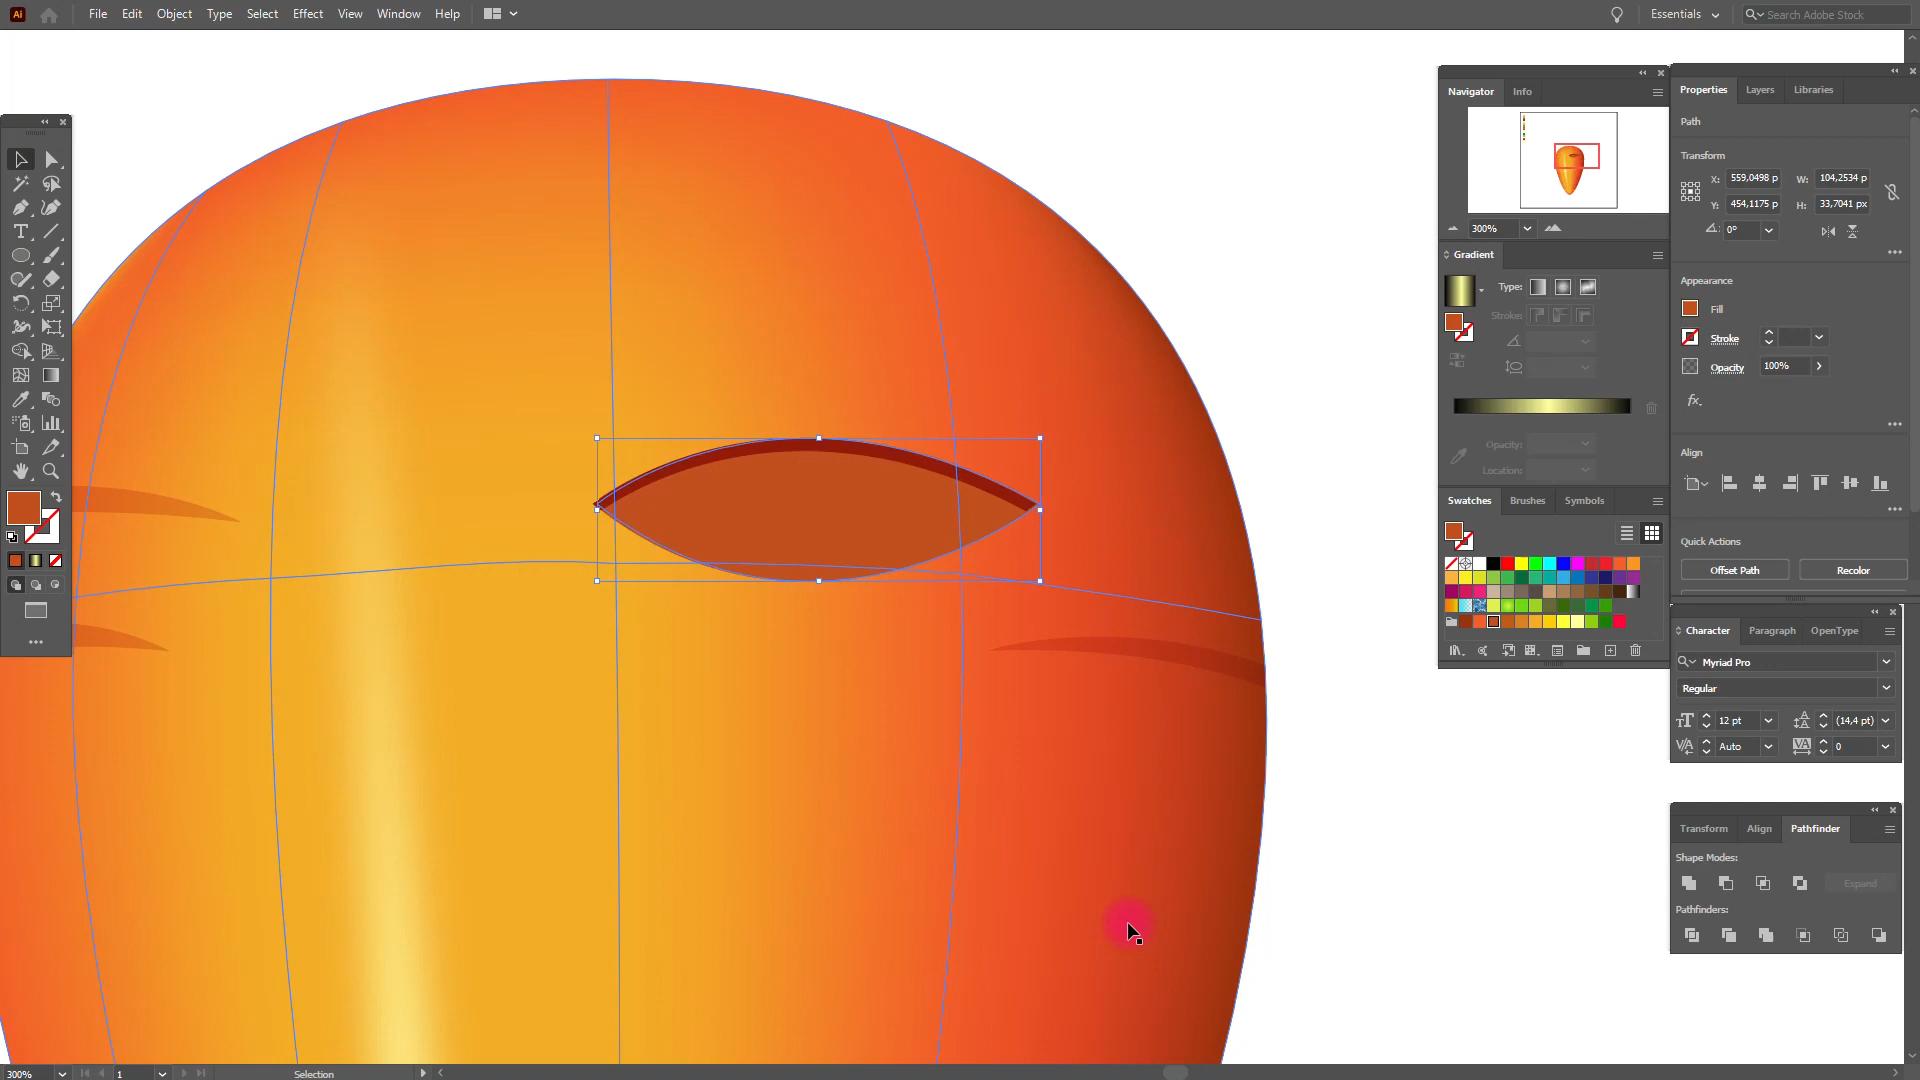 Ai File Edit Object Type Select Effect View Window Help Essentials Search Adobe Stock
Navigator Info
300%
Gradient
Type:
Stroke:
Opacity:
Location:
Swatches Brushes Symbols
Properties Layers Libraries
Path
Transform
X: 559,0498 p W: 104,2534 p
Y: 454,1175 p H: 33,7041 px
0°
Appearance
Fill
Stroke
Opacity 100%
fx.
Align
Quick Actions
Offset Path Recolor
Character Paragraph OpenType
Myriad Pro
Regular
12 pt (14,4 pt)
Auto 0
Transform Align Pathfinder
Shape Modes:
Expand
Pathfinders:
300% 1 Selection